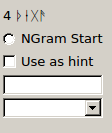 4
NGram Start
Use as hint